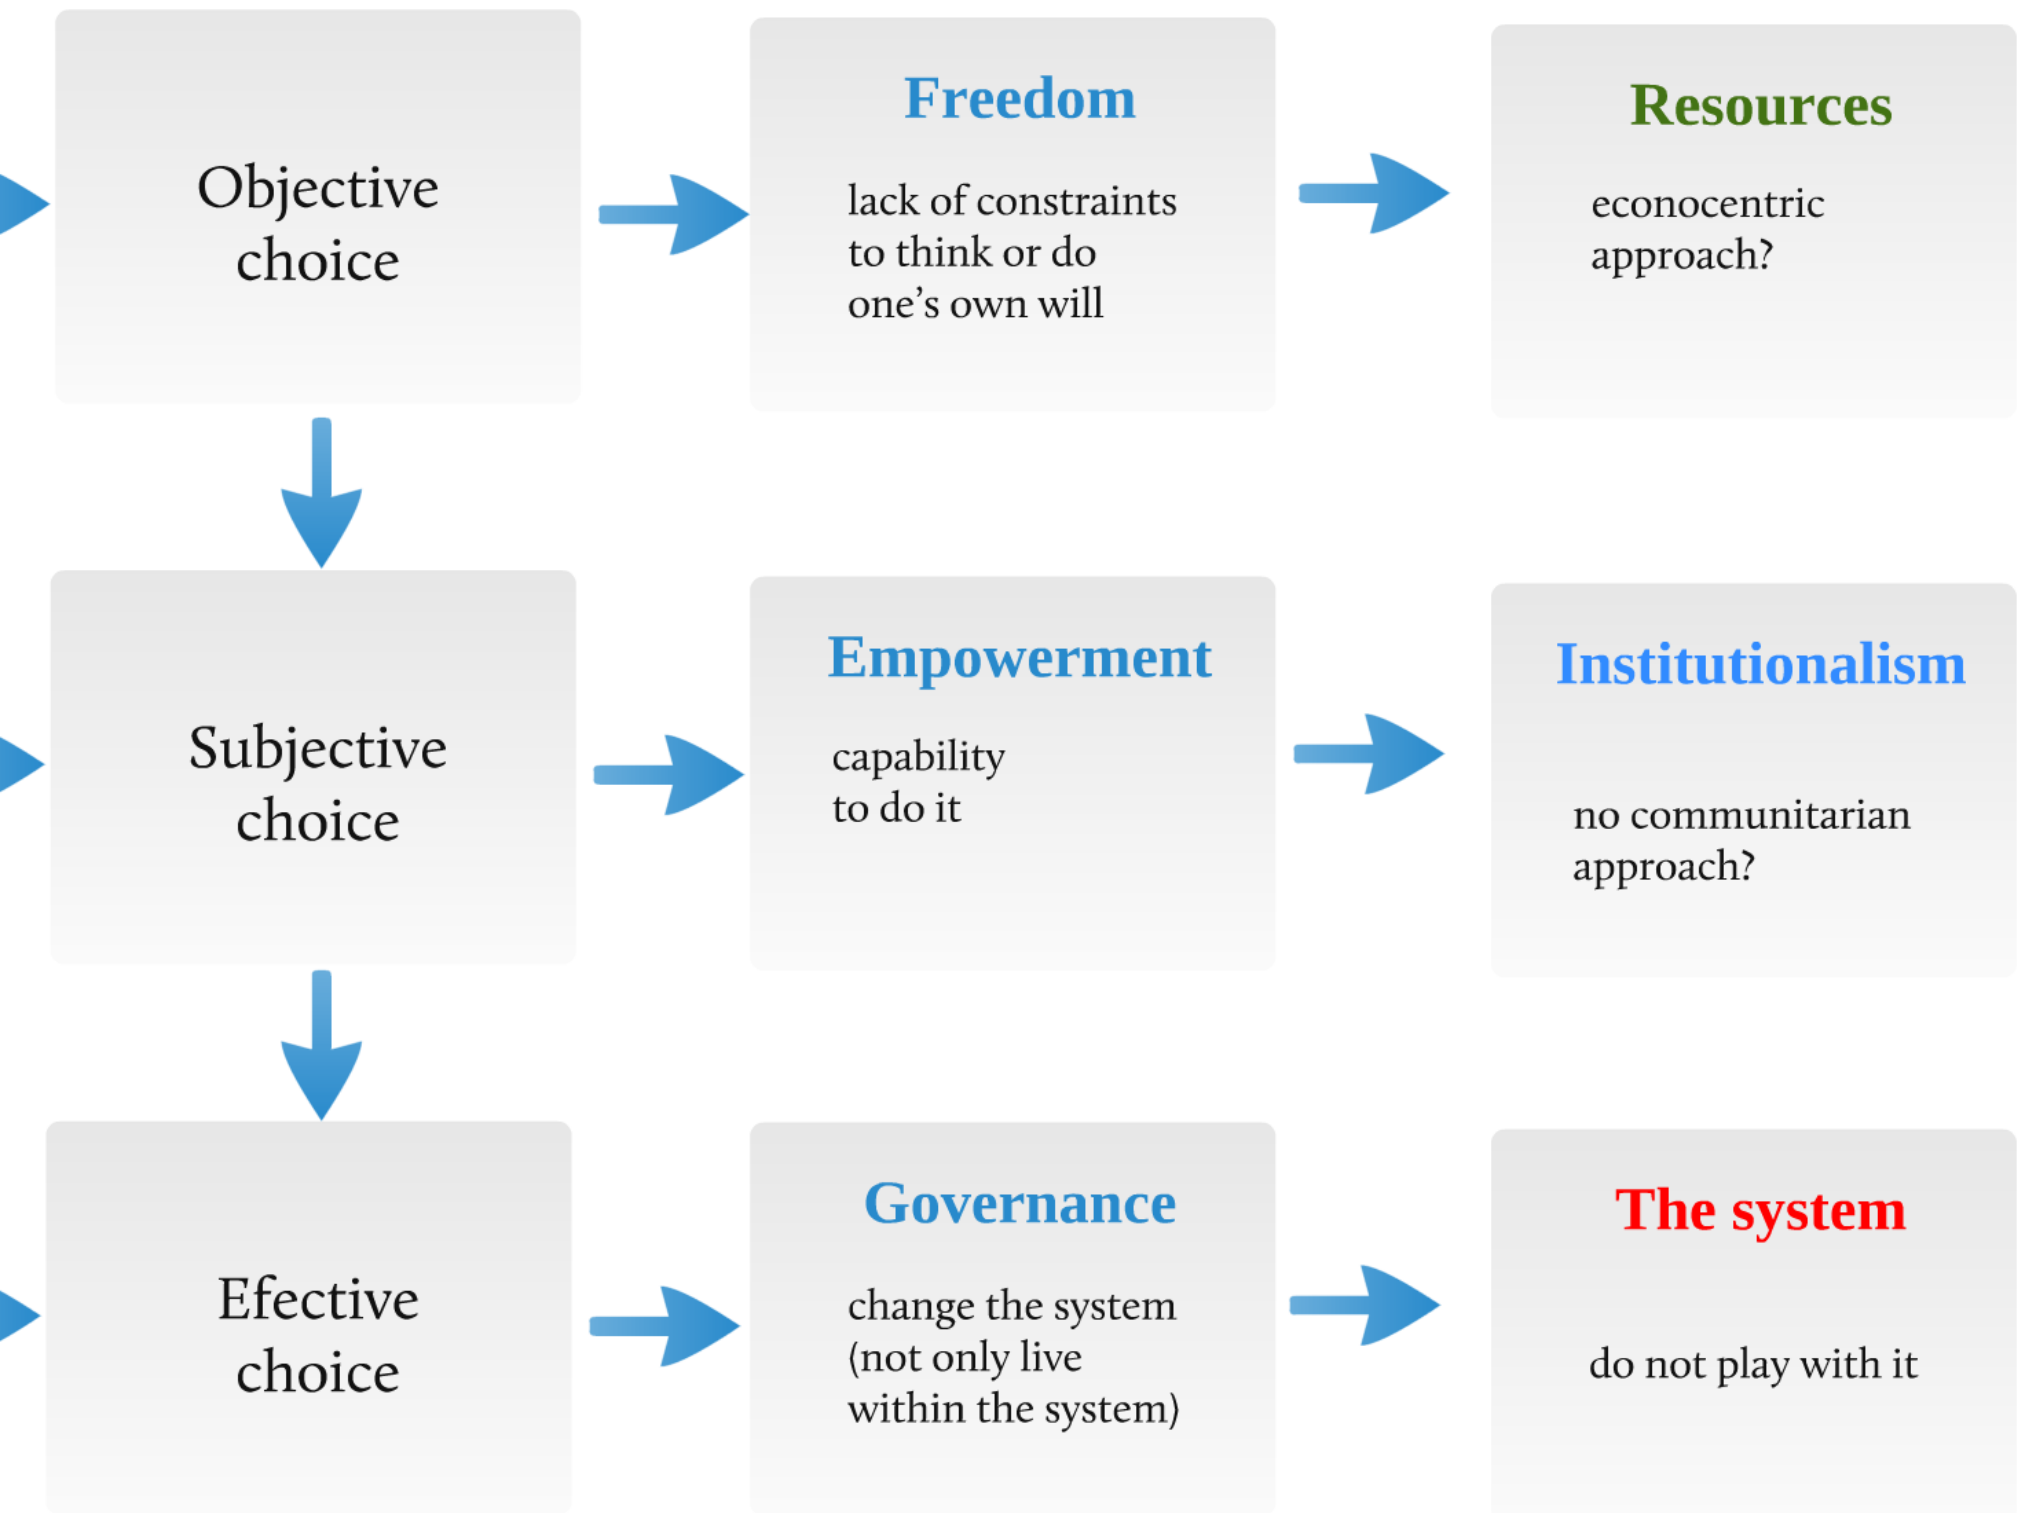 Objective
choice
Freedom
lack of constraints
to think or do
one’s own will
Resources
econocentric
approach?
Subjective
choice
Empowerment
capability
to do it
Institutionalism
no communitarian
approach?
Efective
choice
Governance
change the system
(not only live
within the system)
The system
do not play with it